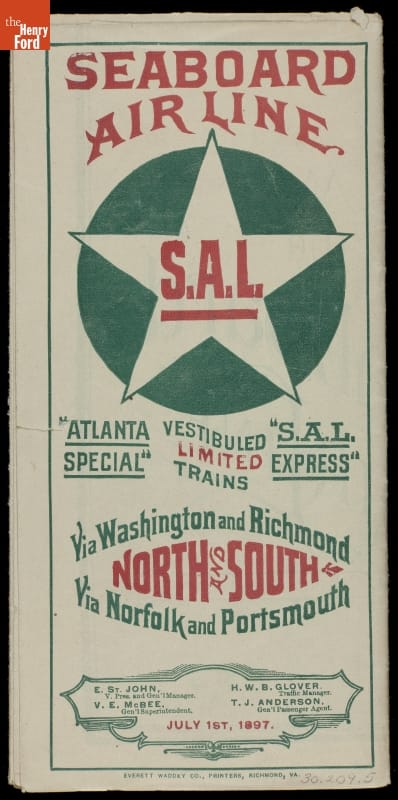 the Henry Ford
SEABOARD
AIR LINE
S.A.L.
"ATLANTA SPECIAL"
VESTIBULED LIMITED TRAINS
"S.A.L. EXPRESS"
Via Washington and Richmond
NORTH AND SOUTH
Via Norfolk and Portsmouth
E. ST. JOHN,
V. Pres. and Gen'l Manager.
V. E. McBEE,
Gen'l Superintendent.
H. W. B. GLOVER,
Traffic Manager.
T. J. ANDERSON,
Gen'l Passenger Agent.
JULY 1ST, 1897.
EVERETT WADDEY CO., PRINTERS, RICHMOND, VA.
30.209.5